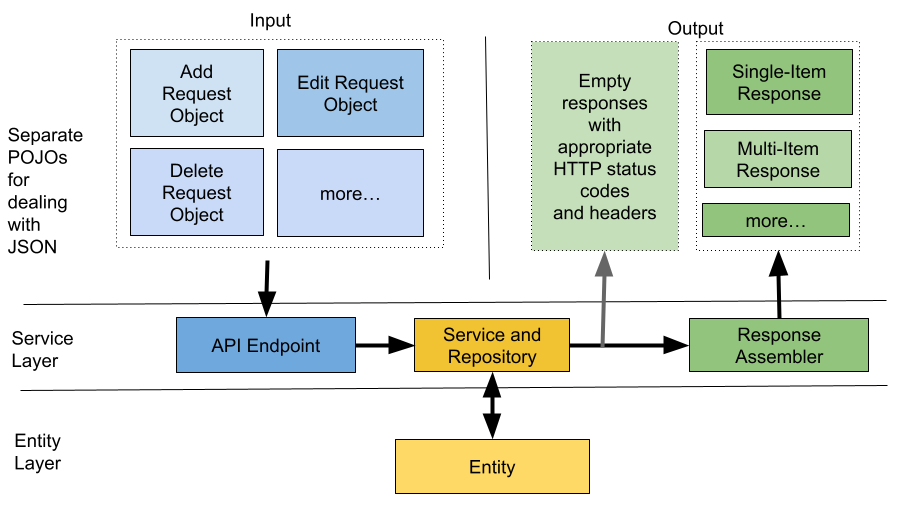 Input
Output
Separate
POJOs
for
dealing
with
JSON
Add
Request
Object
Edit Request
Object
Delete
Request
Object
more…
Empty
responses
with
appropriate
HTTP status
codes
and headers
Single-Item
Response
Multi-Item
Response
more…
Service
Layer
API Endpoint
Service and
Repository
Response
Assembler
Entity
Layer
Entity